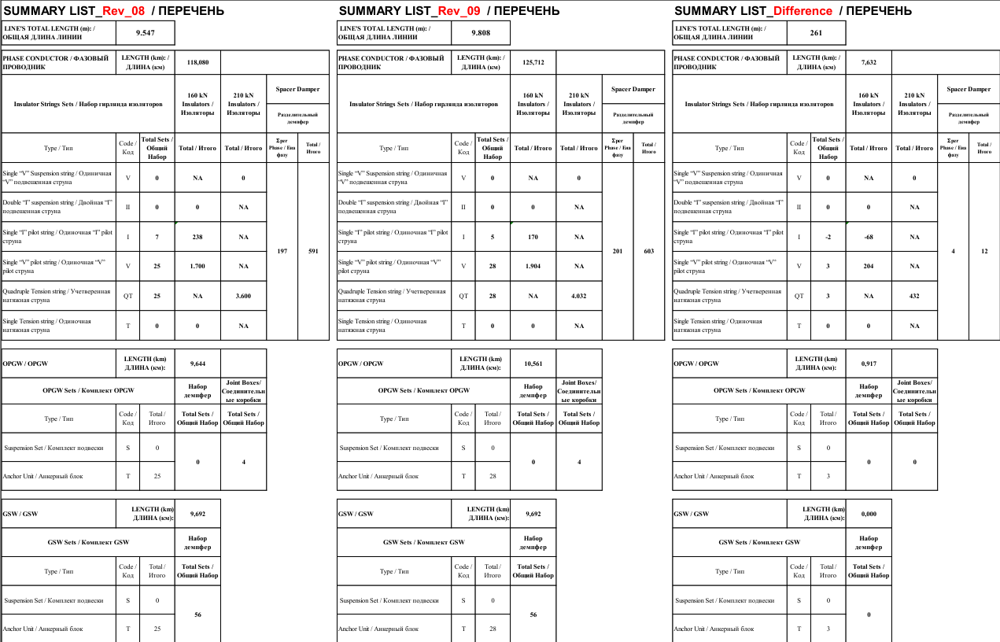 SUMMARY LIST_Rev_08 / ПЕРЕЧЕНЬ
LINE'S TOTAL LENGTH (m): /
ОБЩАЯ ДЛИНА ЛИНИИ
9.547
PHASE CONDUCTOR / ФАЗОВЫЙ
ПРОВОДНИК
LENGTH (km): /
ДЛИНА (км)
118,080
Insulator Strings Sets / Набор гирлянда изоляторов
160 kN
Insulators /
Изоляторы
210 kN
Insulators /
Изоляторы
Spacer Damper
Разделительный
демпфер
Type / Тип
Code /
Код
Total Sets /
Общий
Набор
Total / Итого
Total / Итого
Σper
Phase / Eна
фазу
Total /
Итого
Single “V” Suspension string / Одиничная
“V” подвешенная струна
V
0
NA
0
Double “I” suspension string / Двойная “I”
подвешенная струна
II
0
0
NA
Single “I” pilot string / Одиночная “I” pilot
струна
I
7
238
NA
197
591
Single “V” pilot string / Одиночная “V”
pilot струна
V
25
1.700
NA
Quadruple Tension string / Учетверенная
натяжная струна
QT
25
NA
3.600
Single Tension string / Одиночная
натяжная струна
T
0
0
NA
OPGW / OPGW
LENGTH (km)
ДЛИНА (км):
9,644
OPGW Sets / Комплект OPGW
Набор
демпфер
Joint Boxes/
Соединительн
ые коробки
Type / Тип
Code /
Код
Total /
Итого
Total Sets /
Общий Набор
Total Sets /
Общий Набор
Suspension Set / Комплект подвески
S
0
0
4
Anchor Unit / Анкерный блок
T
25
GSW / GSW
LENGTH (km)
ДЛИНА (км):
9,692
GSW Sets / Комплект GSW
Набор
демпфер
Type / Тип
Code /
Код
Total /
Итого
Total Sets /
Общий Набор
Suspension Set / Комплект подвески
S
0
56
Anchor Unit / Анкерный блок
T
25
SUMMARY LIST_Rev_09 / ПЕРЕЧЕНЬ
LINE'S TOTAL LENGTH (m): /
ОБЩАЯ ДЛИНА ЛИНИИ
9.808
PHASE CONDUCTOR / ФАЗОВЫЙ
ПРОВОДНИК
LENGTH (km): /
ДЛИНА (км)
125,712
Insulator Strings Sets / Набор гирлянда изоляторов
160 kN
Insulators /
Изоляторы
210 kN
Insulators /
Изоляторы
Spacer Damper
Разделительный
демпфер
Type / Тип
Code /
Код
Total Sets /
Общий
Набор
Total / Итого
Total / Итого
Σper
Phase / Eна
фазу
Total /
Итого
Single “V” Suspension string / Одиничная
“V” подвешенная струна
V
0
NA
0
Double “I” suspension string / Двойная “I”
подвешенная струна
II
0
0
NA
Single “I” pilot string / Одиночная “I” pilot
струна
I
5
170
NA
201
603
Single “V” pilot string / Одиночная “V”
pilot струна
V
28
1.904
NA
Quadruple Tension string / Учетверенная
натяжная струна
QT
28
NA
4.032
Single Tension string / Одиночная
натяжная струна
T
0
0
NA
OPGW / OPGW
LENGTH (km)
ДЛИНА (км):
10,561
OPGW Sets / Комплект OPGW
Набор
демпфер
Joint Boxes/
Соединительн
ые коробки
Type / Тип
Code /
Код
Total /
Итого
Total Sets /
Общий Набор
Total Sets /
Общий Набор
Suspension Set / Комплект подвески
S
0
0
4
Anchor Unit / Анкерный блок
T
28
GSW / GSW
LENGTH (km)
ДЛИНА (км):
9,692
GSW Sets / Комплект GSW
Набор
демпфер
Type / Тип
Code /
Код
Total /
Итого
Total Sets /
Общий Набор
Suspension Set / Комплект подвески
S
0
56
Anchor Unit / Анкерный блок
T
28
SUMMARY LIST_Difference / ПЕРЕЧЕНЬ
LINE'S TOTAL LENGTH (m): /
ОБЩАЯ ДЛИНА ЛИНИИ
261
PHASE CONDUCTOR / ФАЗОВЫЙ
ПРОВОДНИК
LENGTH (km): /
ДЛИНА (км)
7,632
Insulator Strings Sets / Набор гирлянда изоляторов
160 kN
Insulators /
Изоляторы
210 kN
Insulators /
Изоляторы
Spacer Damper
Разделительный
демпфер
Type / Тип
Code /
Код
Total Sets /
Общий
Набор
Total / Итого
Total / Итого
Σper
Phase / Eна
фазу
Total /
Итого
Single “V” Suspension string / Одиничная
“V” подвешенная струна
V
0
NA
0
Double “I” suspension string / Двойная “I”
подвешенная струна
II
0
0
NA
Single “I” pilot string / Одиночная “I” pilot
струна
I
-2
-68
NA
4
12
Single “V” pilot string / Одиночная “V”
pilot струна
V
3
204
NA
Quadruple Tension string / Учетверенная
натяжная струна
QT
3
NA
432
Single Tension string / Одиночная
натяжная струна
T
0
0
NA
OPGW / OPGW
LENGTH (km)
ДЛИНА (км):
0,917
OPGW Sets / Комплект OPGW
Набор
демпфер
Joint Boxes/
Соединительн
ые коробки
Type / Тип
Code /
Код
Total /
Итого
Total Sets /
Общий Набор
Total Sets /
Общий Набор
Suspension Set / Комплект подвески
S
0
0
0
Anchor Unit / Анкерный блок
T
3
GSW / GSW
LENGTH (km)
ДЛИНА (км):
0,000
GSW Sets / Комплект GSW
Набор
демпфер
Type / Тип
Code /
Код
Total /
Итого
Total Sets /
Общий Набор
Suspension Set / Комплект подвески
S
0
0
Anchor Unit / Анкерный блок
T
3